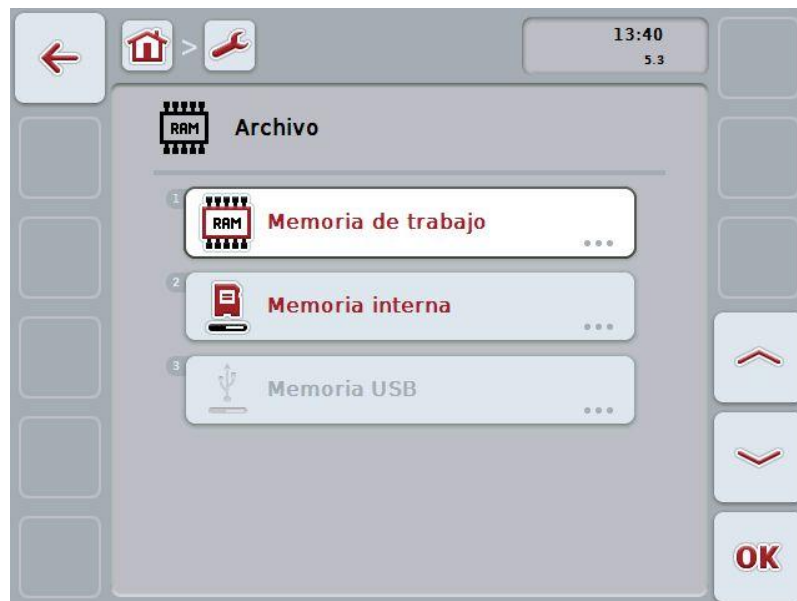 >
13:40
5.3
RAM
Archivo
1
RAM
Memoria de trabajo
2
Memoria interna
3
Memoria USB
OK